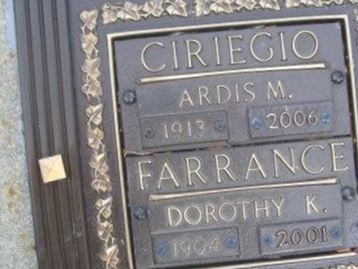 CIRIEGIO
ARDIS M.
1913 2006
FARRANCE
DOROTHY K.
1904 2001